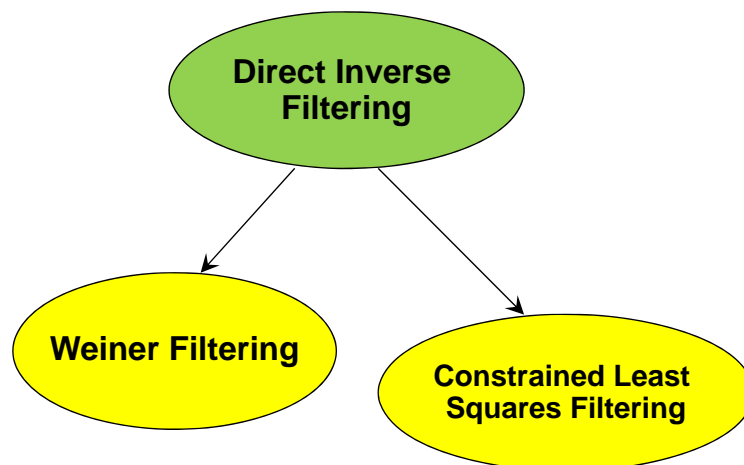 Direct Inverse
Filtering
Weiner Filtering
Constrained Least
Squares Filtering